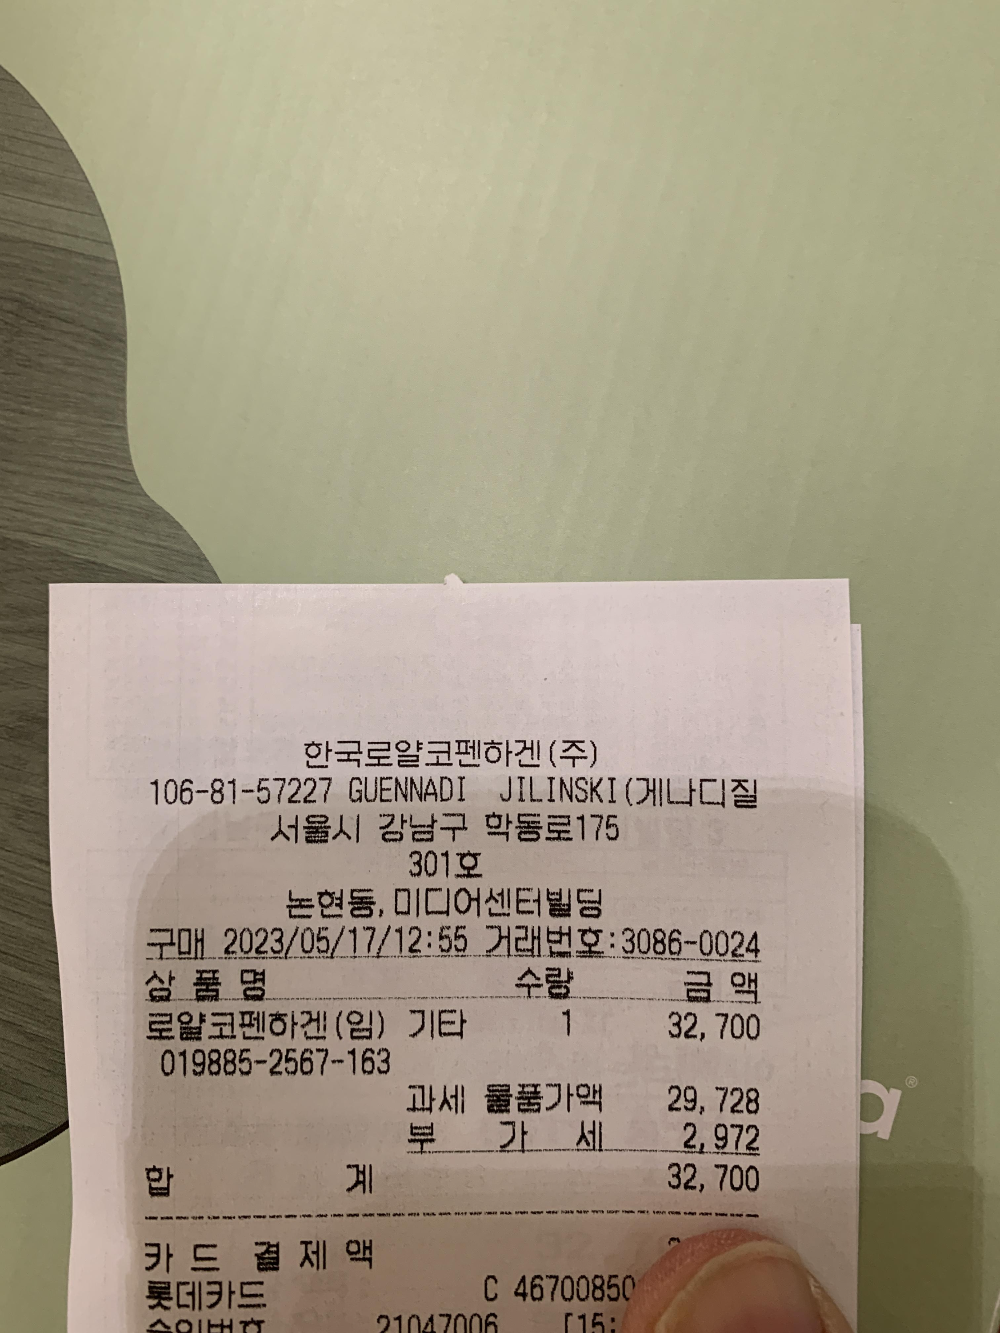 한국로얄코펜하겐(주)
106-81-57227 GUENNADI JILINSKI(게나디질
서울시 강남구 학동로175
301호
논현동, 미디어센터빌딩
구매 2023/05/17/12:55 거래번호:3086-0024
상 품 명 수량 금 액
로얄코펜하겐(임) 기타 1 32,700
019885-2567-163
과세 물품가액 29,728
부 가 세 2,972
합 계 32,700
카 드 결 제 액
롯데카드 C 46700850
승인번호 21047006 [15:
a®